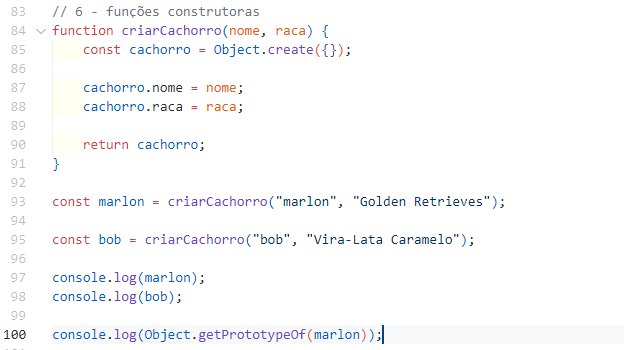 83 // 6 - funções construtoras
84 function criarCachorro(nome, raca) {
85 const cachorro = Object.create({});
86
87 cachorro.nome = nome;
88 cachorro.raca = raca;
89
90 return cachorro;
91 }
92
93 const marlon = criarCachorro("marlon", "Golden Retrieves");
94
95 const bob = criarCachorro("bob", "Vira-Lata Caramelo");
96
97 console.log(marlon);
98 console.log(bob);
99
100 console.log(Object.getPrototypeOf(marlon));